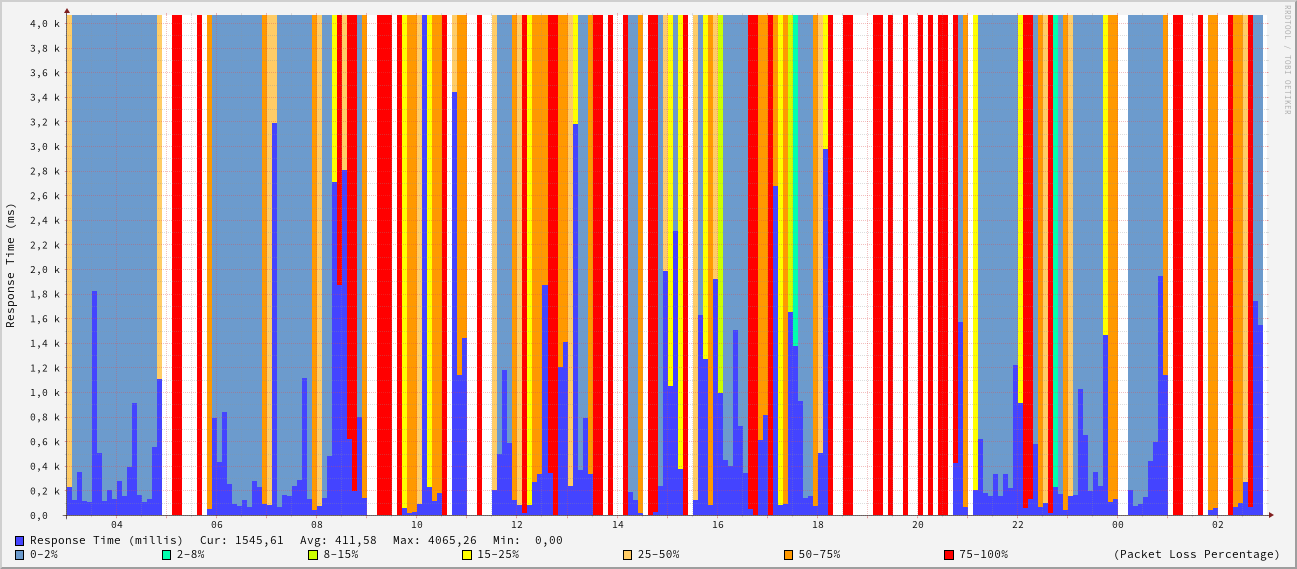 RRDTOOL / TOBI OETIKER
Response Time (ms)
4,0 k
3,8 k
3,6 k
3,4 k
3,2 k
3,0 k
2,8 k
2,6 k
2,4 k
2,2 k
2,0 k
1,8 k
1,6 k
1,4 k
1,2 k
1,0 k
0,8 k
0,6 k
0,4 k
0,2 k
0,0
04 06 08 10 12 14 16 18 20 22 00 02
Response Time (millis) Cur: 1545,61 Avg: 411,58 Max: 4065,26 Min: 0,00
0-2% 2-8% 8-15% 15-25% 25-50% 50-75% 75-100% (Packet Loss Percentage)